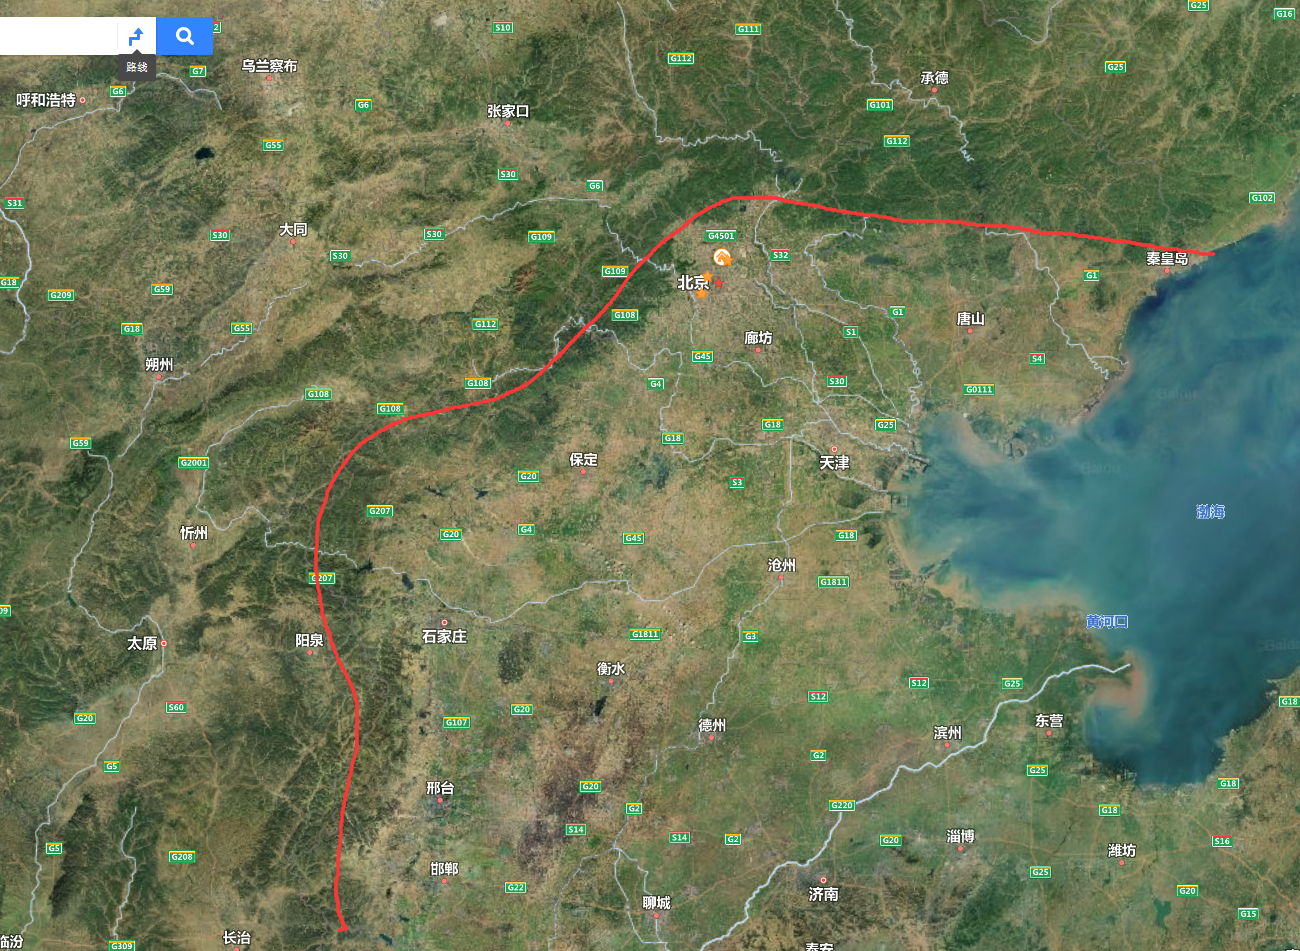 G25
G16
S10
G111
路线
乌兰察布
G112
G7
G25
承德
呼和浩特
G6
G6
张家口
G101
G55
G112
S30
G6
G102
S31
大同
S30
S30
G109
G4501
S30
S32
秦皇岛
G109
G1
北京
G18
G209
G59
G108
G1
唐山
G18
G55
G112
S1
廊坊
G45
S4
朔州
G108
G4
S30
G0111
G108
G108
G18
G25
G59
G18
保定
天津
G2001
G20
S3
G207
渤海
忻州
G20
G4
G45
G18
沧州
G207
G1811
09
黄河口
太原
阳泉
石家庄
G1811
G3
衡水
S12
G25
S12
S60
G20
G107
G20
德州
滨州
东营
G18
G2
G5
G25
邢台
G20
G18
G2
G220
G18
S14
S14
G2
G20
淄博
S16
G5
G208
邯郸
潍坊
G25
G22
济南
G20
聊城
G15
临汾
G309
长治
泰安